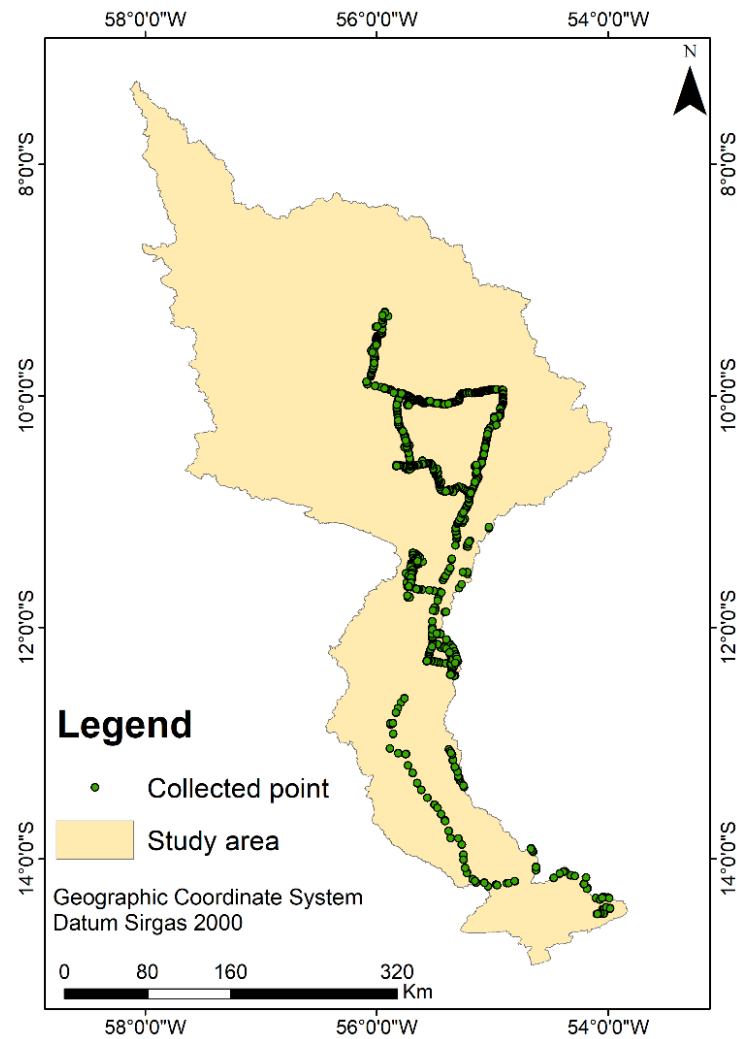 58°0'0"W 56°0'0"W 54°0'0"W
N
8°0'0"S 8°0'0"S
10°0'0"S 10°0'0"S
12°0'0"S 12°0'0"S
Legend
Collected point
Study area
14°0'0"S 14°0'0"S
Geographic Coordinate System
Datum Sirgas 2000
0 80 160 320
Km
58°0'0"W 56°0'0"W 54°0'0"W